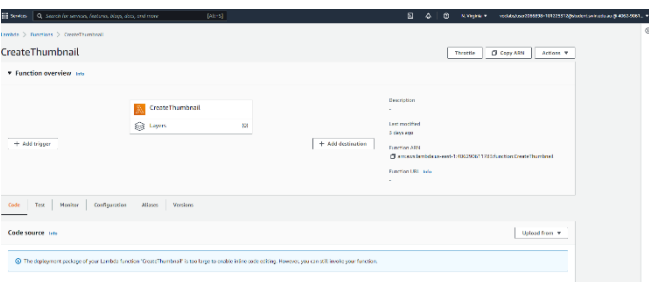 Services Search for services, features, blogs, docs, and more [Alt+S] N. Virginia
Lambda > Functions > CreateThumbnail
CreateThumbnail Throttle Copy ARN Actions
Function overview Info
CreateThumbnail
Layers (0)
+ Add trigger
+ Add destination
Description
-
Last modified
3 days ago
Function ARN
Function URL Info
-
Code Test Monitor Configuration Aliases Versions
Code source Info Upload from
The deployment package of your Lambda function "CreateThumbnail" is too large to enable inline code editing. However, you can still invoke your function.